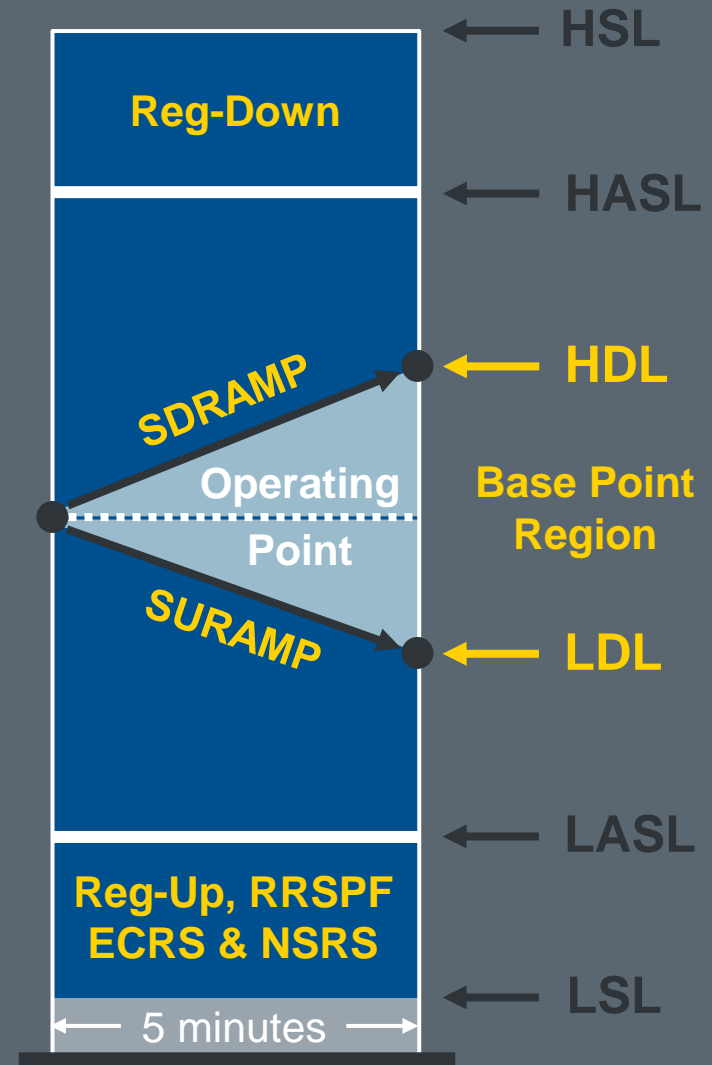 HSL
Reg-Down
HASL
HDL
SDRAMP
Operating
Point
Base Point
Region
SURAMP
LDL
LASL
Reg-Up, RRSPF
ECRS & NSRS
LSL
5 minutes